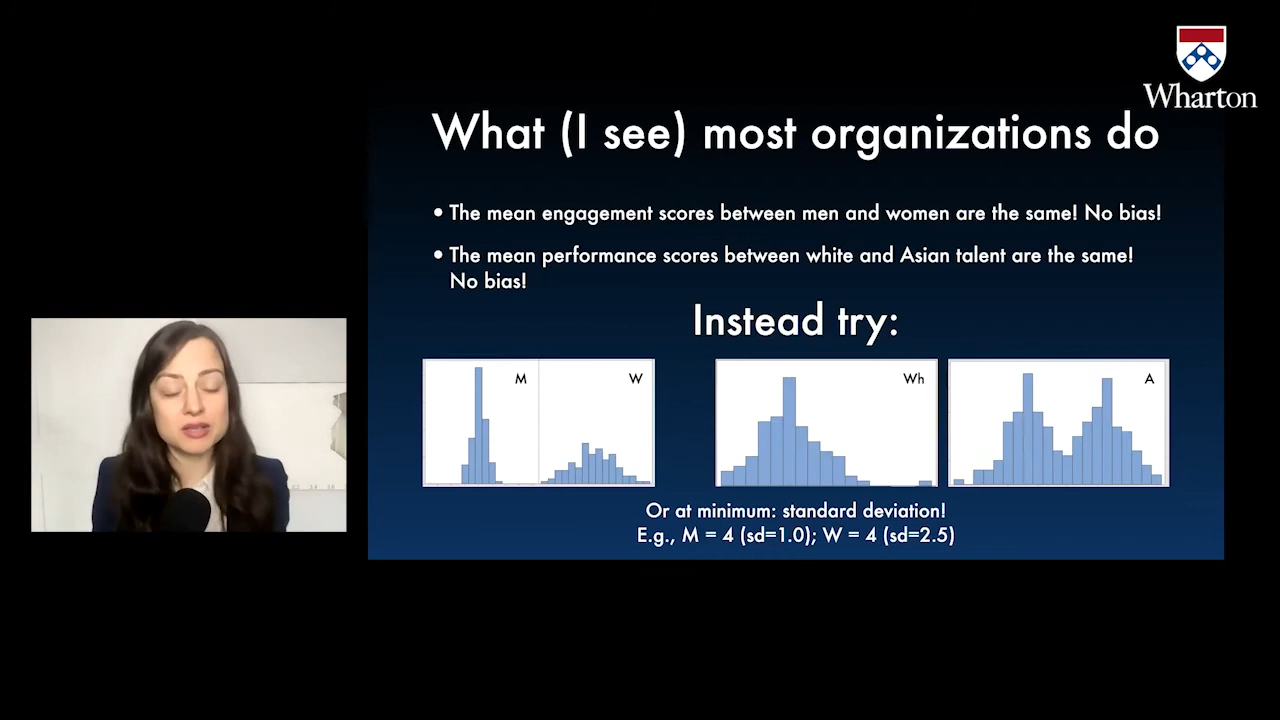 Wharton
What (I see) most organizations do
• The mean engagement scores between men and women are the same! No bias!
• The mean performance scores between white and Asian talent are the same!
No bias!
Instead try:
M
W
Wh
A
Or at minimum: standard deviation!
E.g., M = 4 (sd=1.0); W = 4 (sd=2.5)